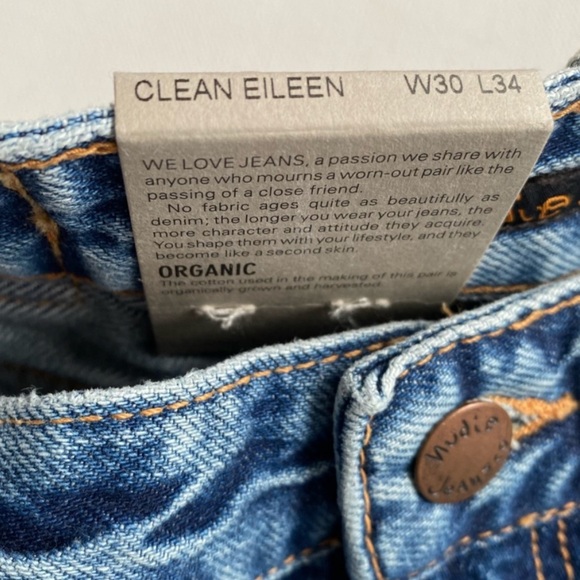 CLEAN EILEEN W30 L34
WE LOVE JEANS, a passion we share with
anyone who mourns a worn-out pair like the
passing of a close friend.
No fabric ages quite as beautifully as
denim; the longer you wear your jeans, the
more character and attitude they acquire.
You shape them with your lifestyle, and they
become like a second skin.
ORGANIC
The cotton used in the making of this pair is
organically grown and harvested.
Nudie
Jeans